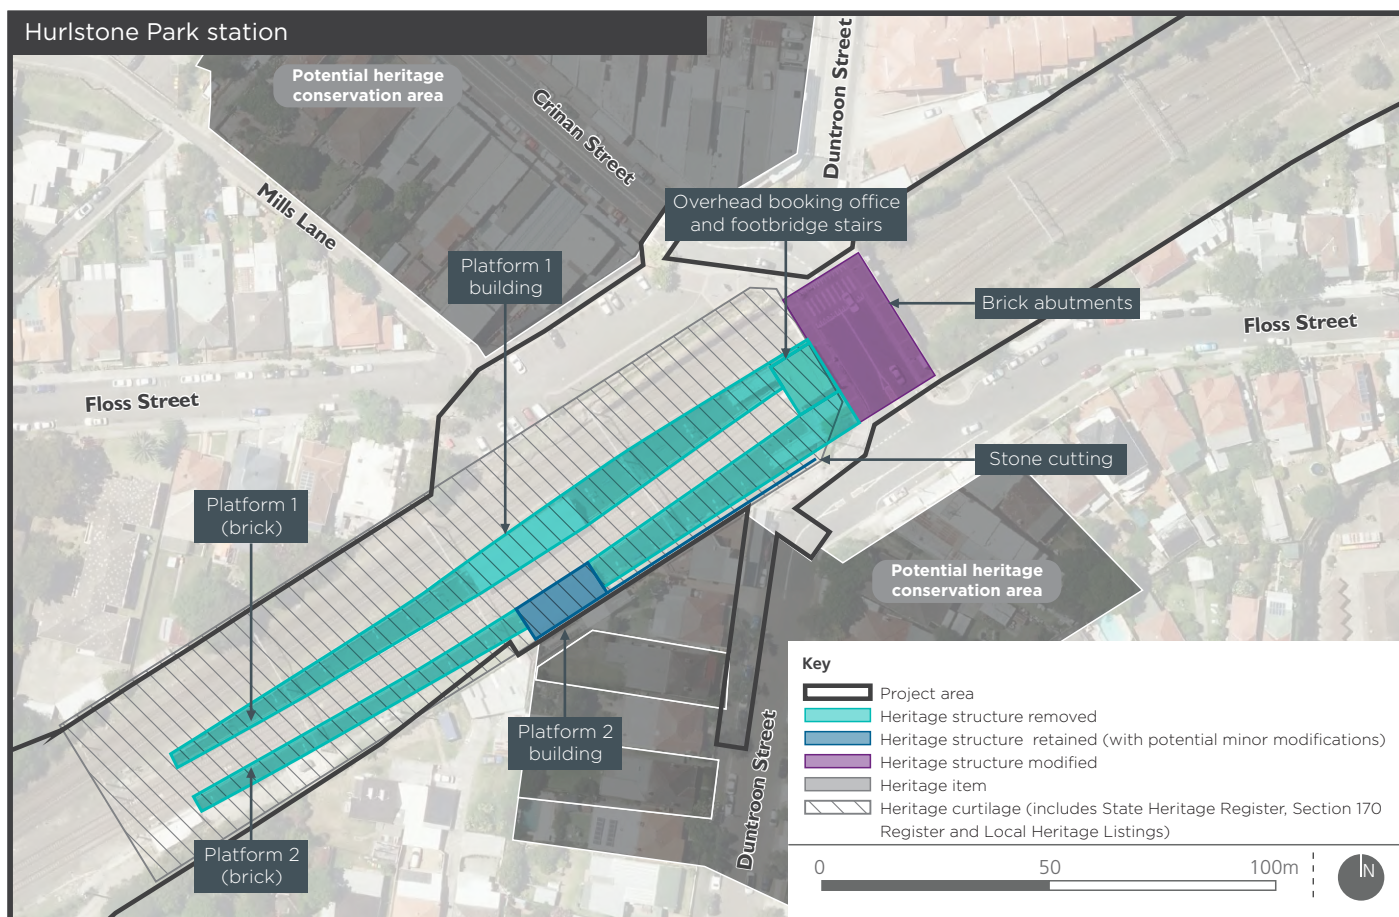 Hurlstone Park station
Potential heritage
conservation area
Crinan Street
Duntroon Street
Mills Lane
Overhead booking office
and footbridge stairs
Platform 1
building
Brick abutments
Floss Street
Floss Street
Stone cutting
Platform 1
(brick)
Potential heritage
conservation area
Platform 2
building
Duntroon Street
Platform 2
(brick)
Key
Project area
Heritage structure removed
Heritage structure retained (with potential minor modifications)
Heritage structure modified
Heritage item
Heritage curtilage (includes State Heritage Register, Section 170
Register and Local Heritage Listings)
0 50 100m
N